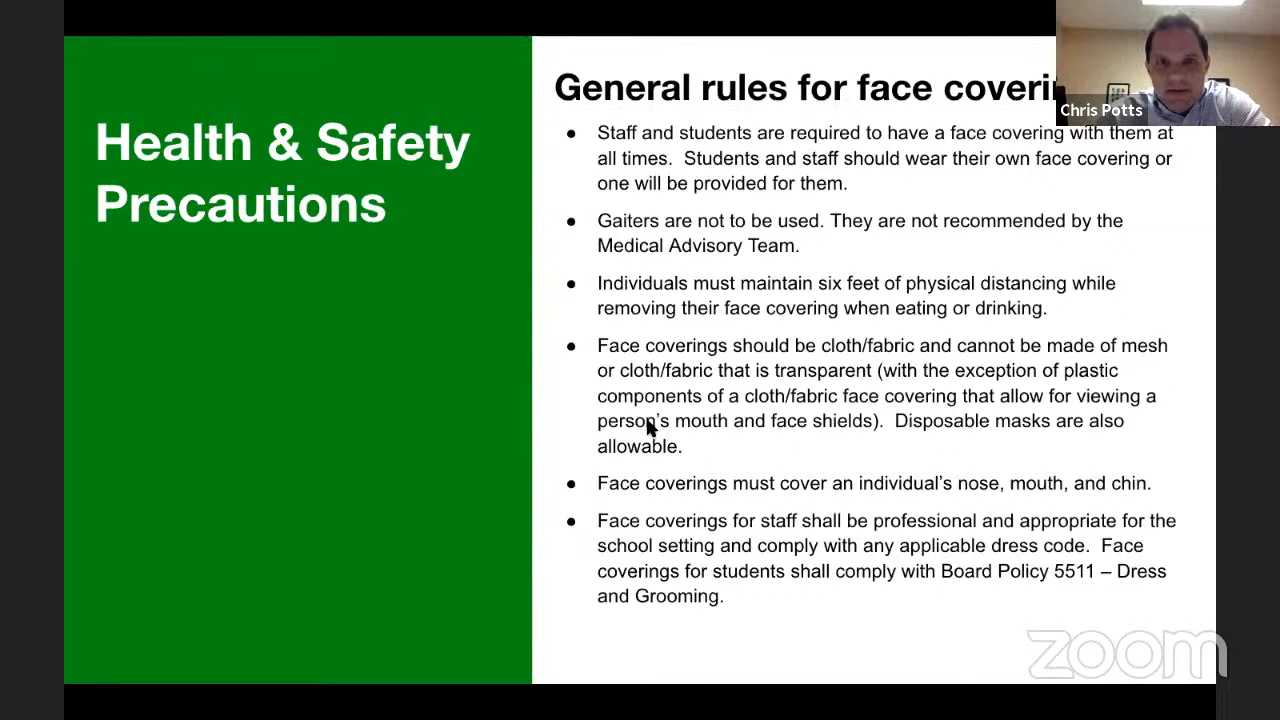 Health & Safety
Precautions
General rules for face coverin
Chris Potts
● Staff and students are required to have a face covering with them at
all times.  Students and staff should wear their own face covering or
one will be provided for them.
● Gaiters are not to be used. They are not recommended by the
Medical Advisory Team.
● Individuals must maintain six feet of physical distancing while
removing their face covering when eating or drinking.
● Face coverings should be cloth/fabric and cannot be made of mesh
or cloth/fabric that is transparent (with the exception of plastic
components of a cloth/fabric face covering that allow for viewing a
person’s mouth and face shields).  Disposable masks are also
allowable.
● Face coverings must cover an individual’s nose, mouth, and chin.
● Face coverings for staff shall be professional and appropriate for the
school setting and comply with any applicable dress code.  Face
coverings for students shall comply with Board Policy 5511 – Dress
and Grooming.
zoom